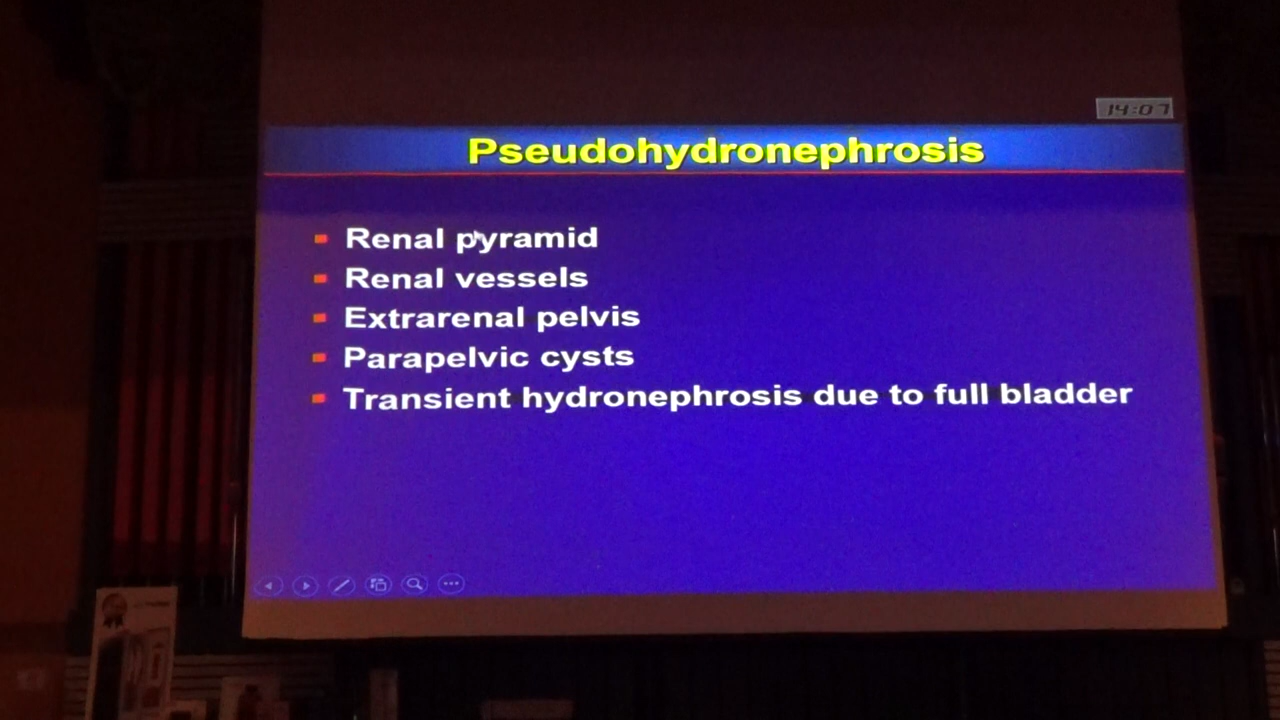 14:07
Pseudohydronephrosis
Renal pyramid
Renal vessels
Extrarenal pelvis
Parapelvic cysts
Transient hydronephrosis due to full bladder